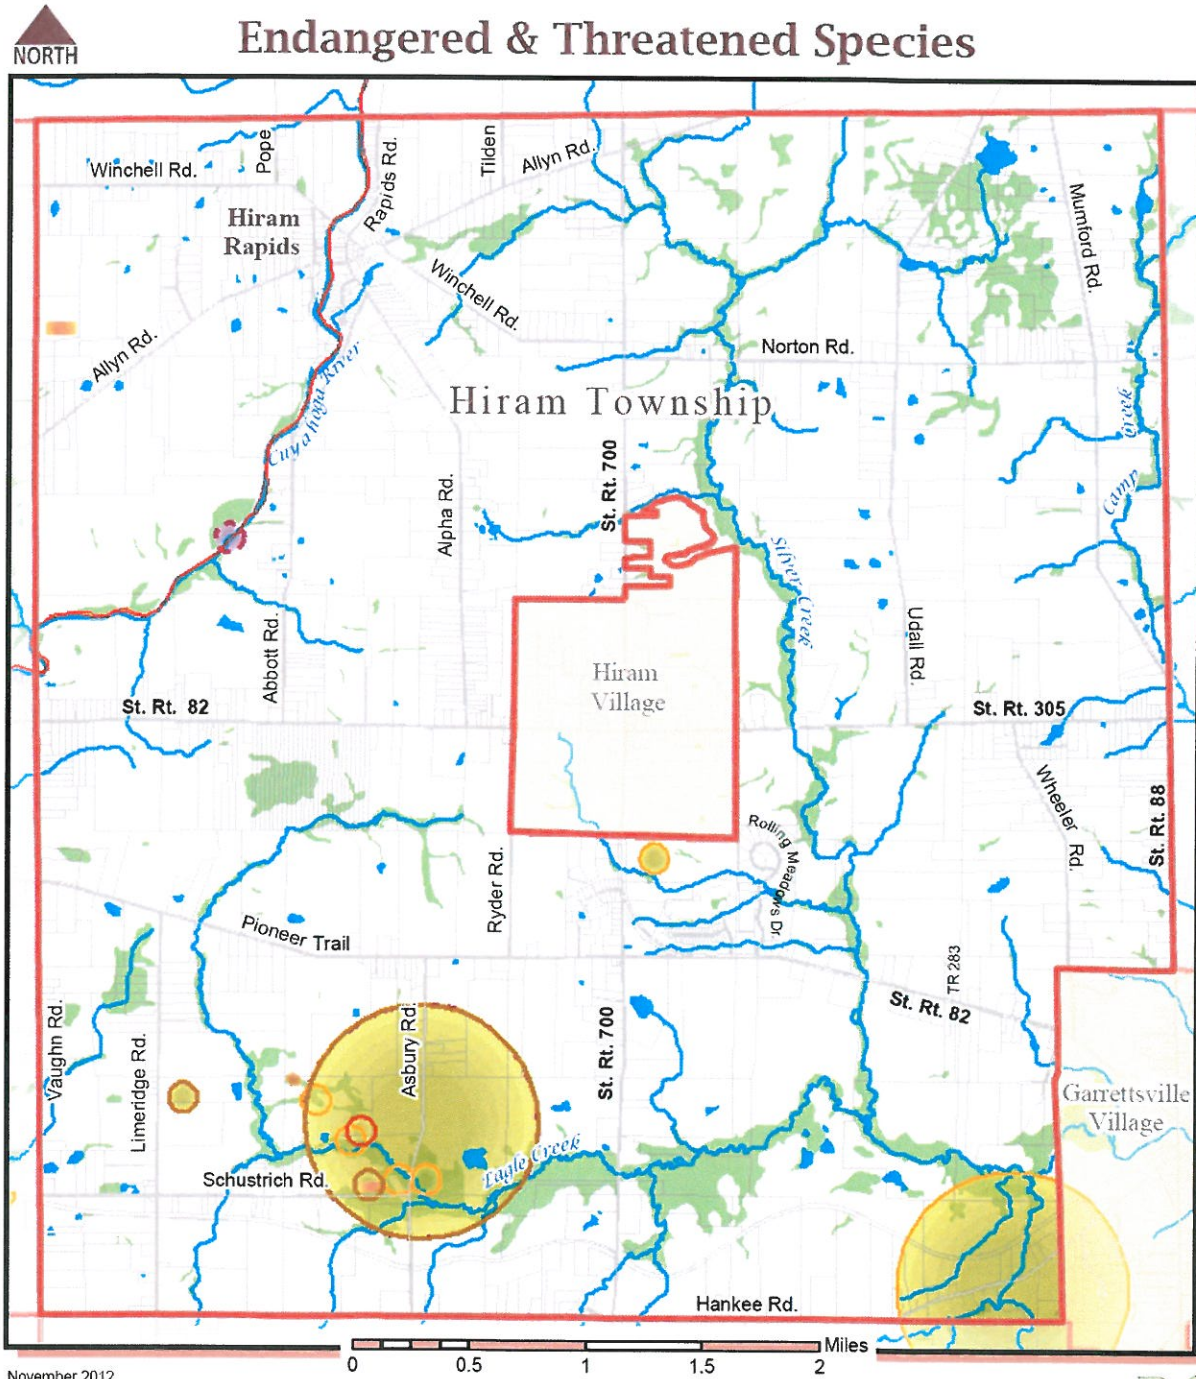 NORTH
Endangered & Threatened Species
Winchell Rd.
Pope
Rapids Rd.
Tilden
Allyn Rd.
Mumford Rd.
Hiram
Rapids
Winchell Rd.
Allyn Rd.
Norton Rd.
Cuyahoga River
Hiram Township
Creek
Camp
St. Rt. 700
Alpha Rd.
Silver
Creek
Abbott Rd.
Udall Rd.
Hiram
Village
St. Rt. 82
St. Rt. 305
Wheeler
Rd.
St. Rt. 88
Rolling Meadows Dr
Ryder Rd.
Pioneer Trail
TR 283
St. Rt. 82
Vaughn Rd.
Limeridge Rd.
Asbury Rd.
St. Rt. 700
Garrettsville
Village
Eagle Creek
Schustrich Rd.
Hankee Rd.
Miles
0 0.5 1 1.5 2
November 2012